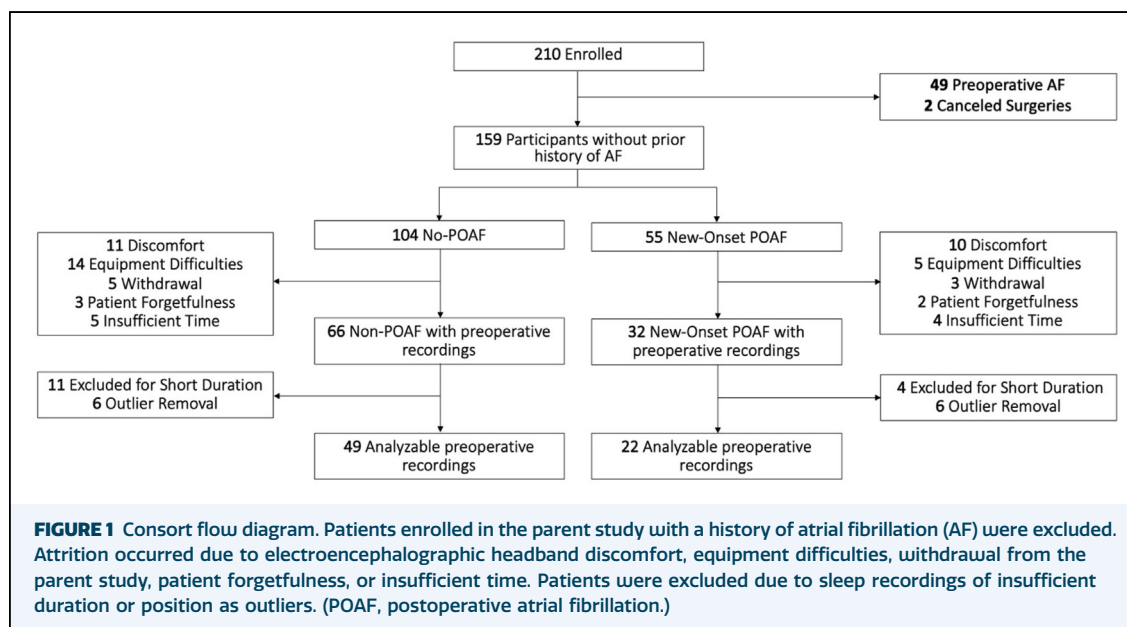 210 Enrolled
49 Preoperative AF
2 Canceled Surgeries
159 Participants without prior
history of AF
104 No-POAF
55 New-Onset POAF
11 Discomfort
14 Equipment Difficulties
5 Withdrawal
3 Patient Forgetfulness
5 Insufficient Time
10 Discomfort
5 Equipment Difficulties
3 Withdrawal
2 Patient Forgetfulness
4 Insufficient Time
66 Non-POAF with preoperative
recordings
32 New-Onset POAF with
preoperative recordings
11 Excluded for Short Duration
6 Outlier Removal
4 Excluded for Short Duration
6 Outlier Removal
49 Analyzable preoperative
recordings
22 Analyzable preoperative
recordings
FIGURE 1 Consort flow diagram. Patients enrolled in the parent study with a history of atrial fibrillation (AF) were excluded.
Attrition occurred due to electroencephalographic headband discomfort, equipment difficulties, withdrawal from the
parent study, patient forgetfulness, or insufficient time. Patients were excluded due to sleep recordings of insufficient
duration or position as outliers. (POAF, postoperative atrial fibrillation.)